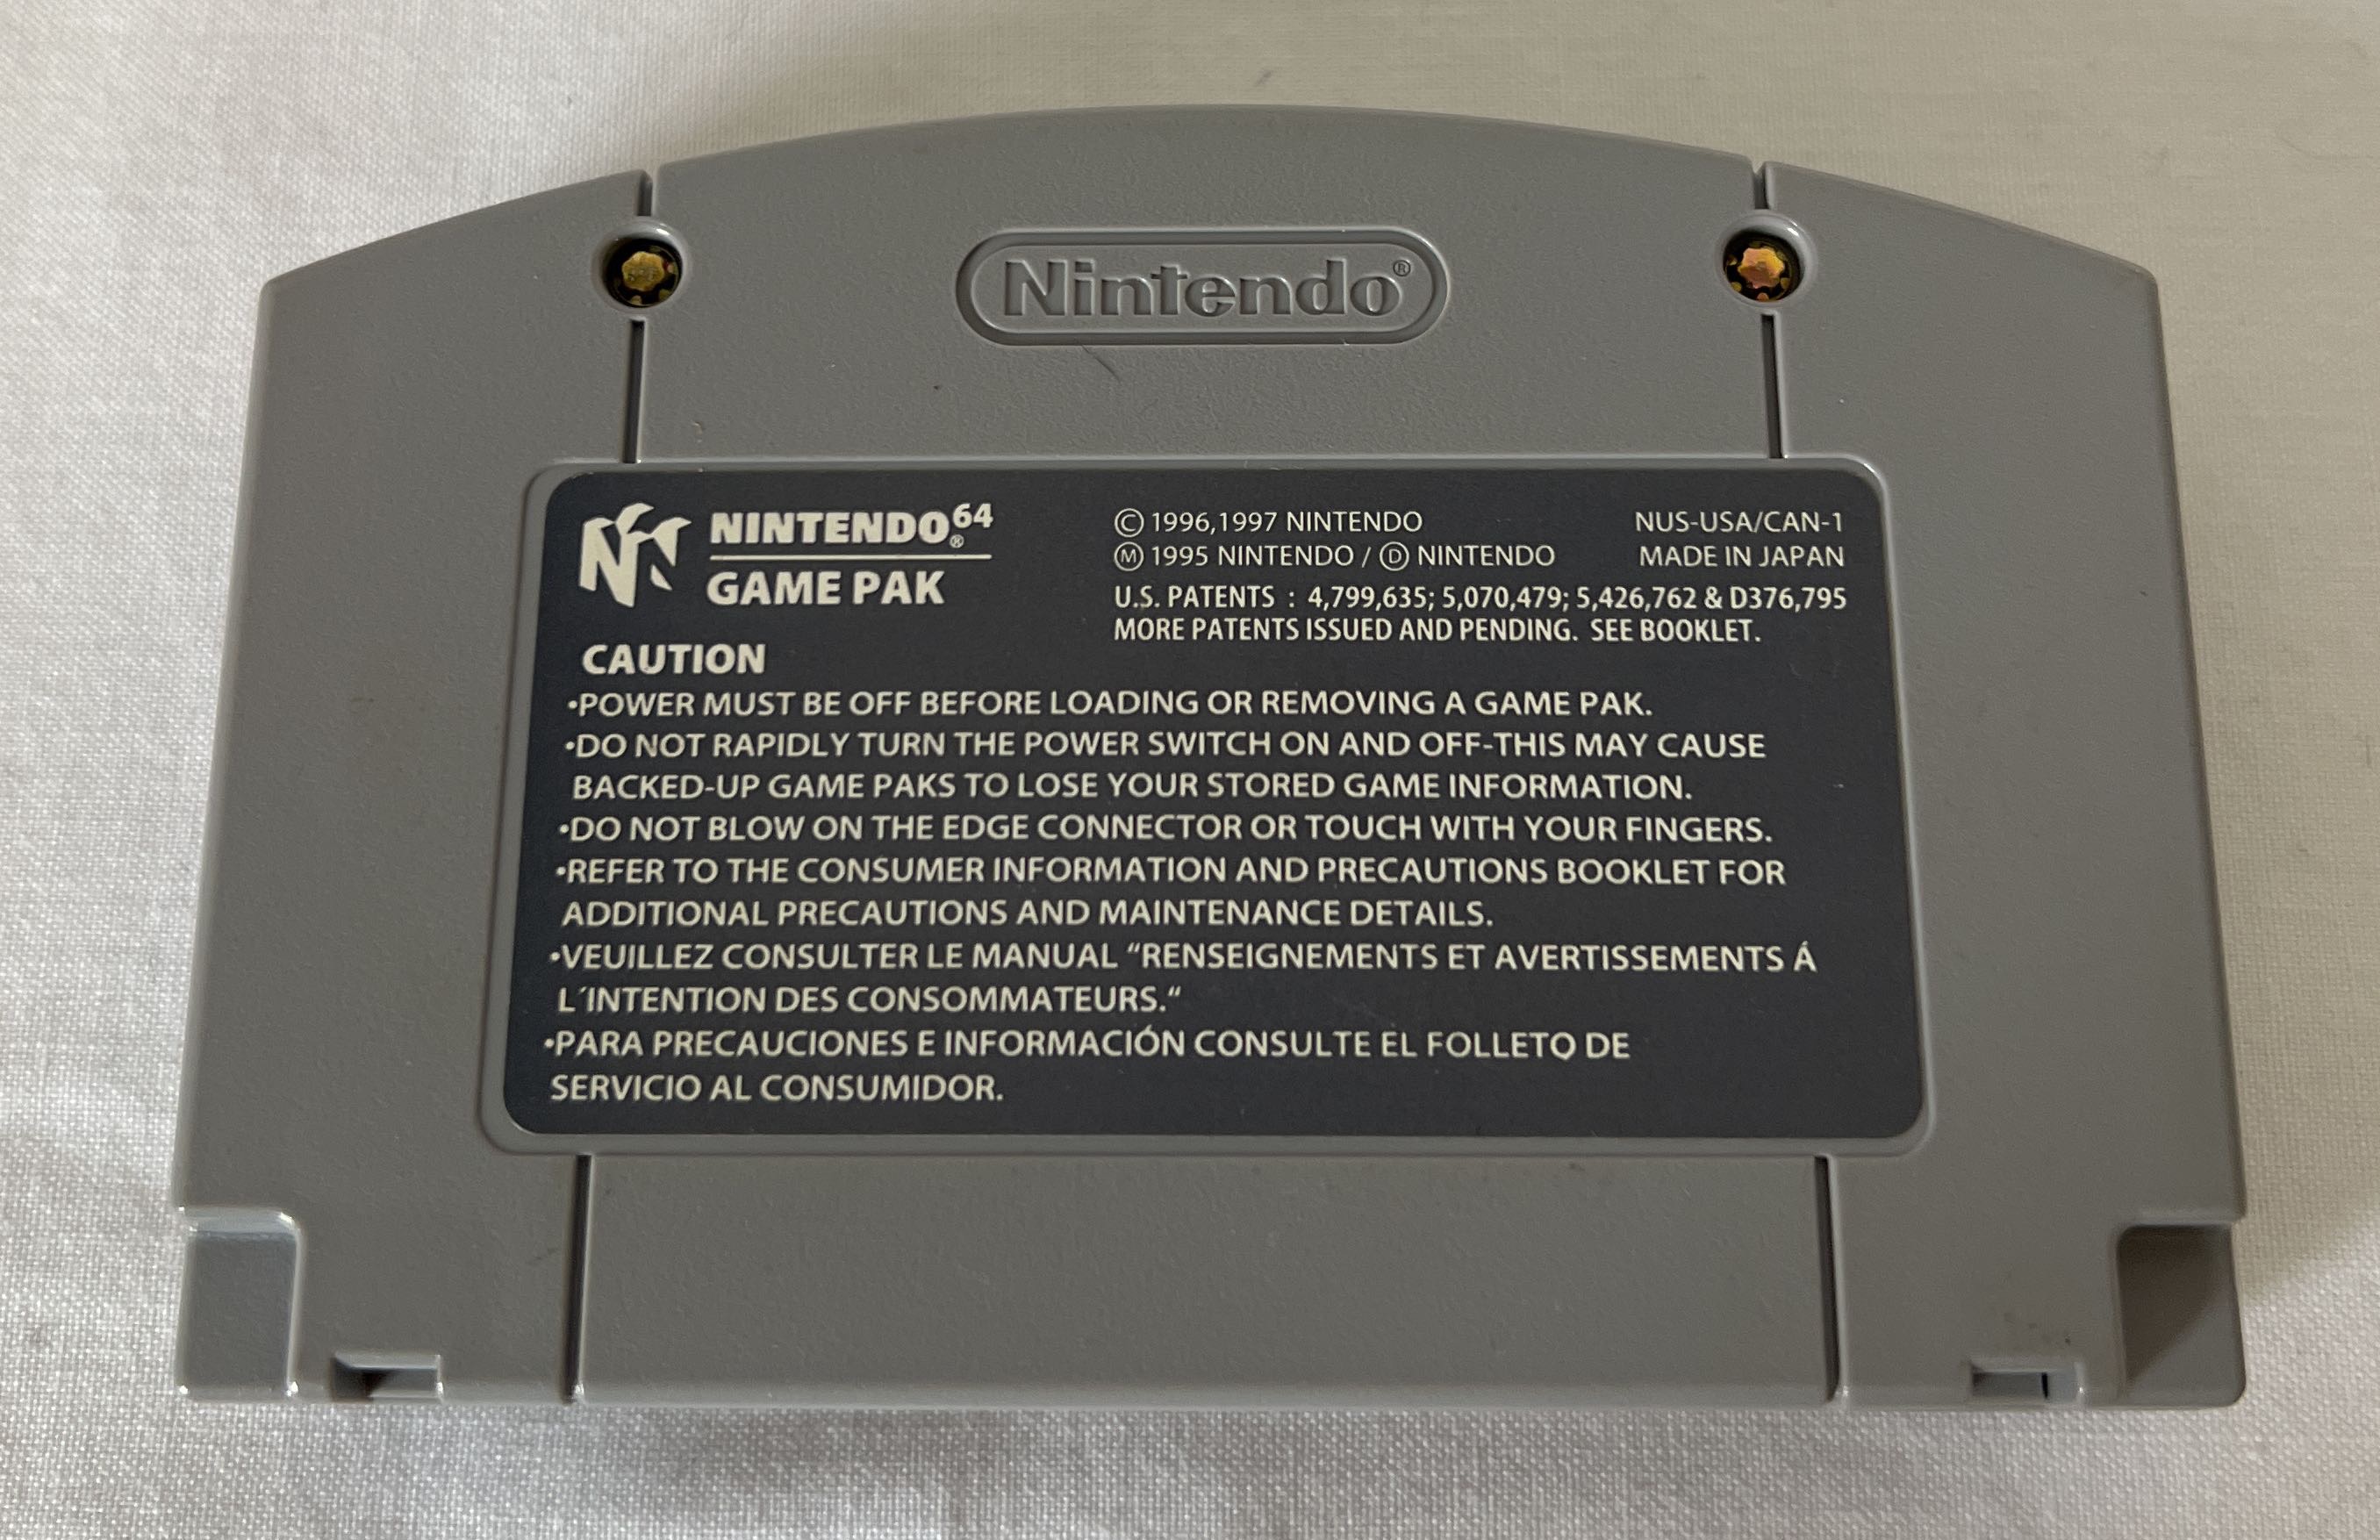 Nintendo®
NINTENDO64®
GAME PAK
© 1996,1997 NINTENDO
NUS-USA/CAN-1
Ⓜ 1995 NINTENDO / Ⓓ NINTENDO
MADE IN JAPAN
U.S. PATENTS : 4,799,635; 5,070,479; 5,426,762 & D376,795
MORE PATENTS ISSUED AND PENDING. SEE BOOKLET.
CAUTION
•POWER MUST BE OFF BEFORE LOADING OR REMOVING A GAME PAK.
•DO NOT RAPIDLY TURN THE POWER SWITCH ON AND OFF-THIS MAY CAUSE
BACKED-UP GAME PAKS TO LOSE YOUR STORED GAME INFORMATION.
•DO NOT BLOW ON THE EDGE CONNECTOR OR TOUCH WITH YOUR FINGERS.
•REFER TO THE CONSUMER INFORMATION AND PRECAUTIONS BOOKLET FOR
ADDITIONAL PRECAUTIONS AND MAINTENANCE DETAILS.
•VEUILLEZ CONSULTER LE MANUAL “RENSEIGNEMENTS ET AVERTISSEMENTS Á
L´INTENTION DES CONSOMMATEURS.“
•PARA PRECAUCIONES E INFORMACIÓN CONSULTE EL FOLLETO DE
SERVICIO AL CONSUMIDOR.